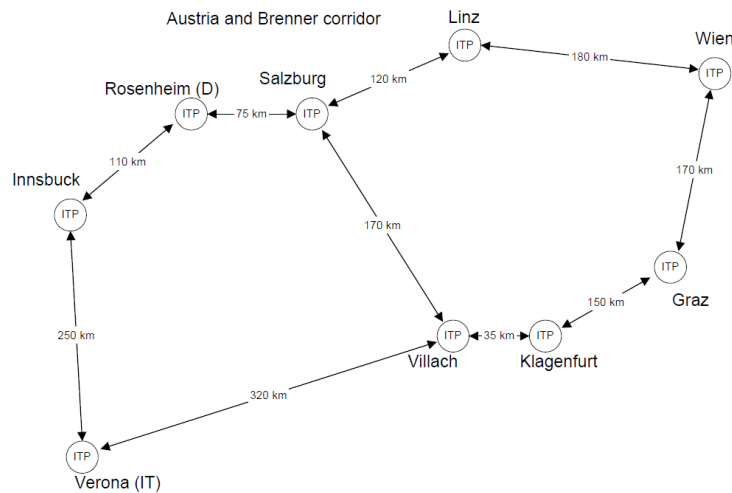 Austria and Brenner corridor
Linz
ITP
Wien
180 km
ITP
Salzburg
120 km
Rosenheim (D)
ITP
75 km
ITP
110 km
170 km
Innsbuck
ITP
170 km
ITP
150 km
Graz
250 km
ITP
35 km
ITP
Villach
Klagenfurt
320 km
ITP
Verona (IT)